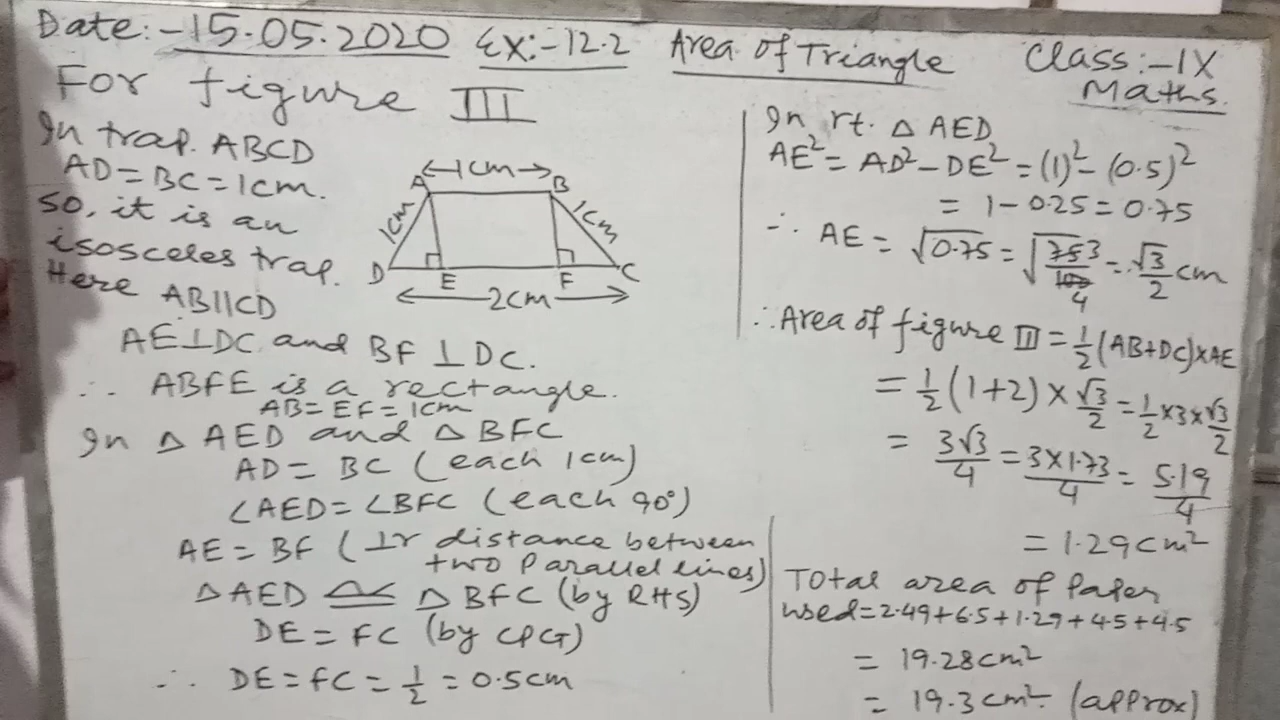 Date:-15.05.2020 Ex:-12.2 Area of Triangle Class:-IX
Maths.
For figure III
In trap. ABCD
AD=BC=1cm.
so, it is an
isosceles trap.
Here AB||CD
AE⊥DC and BF ⊥DC.
∴ ABFE is a rectangle.
AB=EF=1cm
In △ AED and △ BFC
AD=BC (each 1cm)
∠AED=∠BFC (each 90°)
AE=BF (⊥r distance between
two parallel lines)
△AED ≅ △BFC (by RHS)
DE=FC (by CPCT)
∴ DE=FC=1/2=0.5cm
←1cm→
A B
1cm 1cm
D E F C
←2cm→
In rt. △ AED
AE²=AD²-DE²=(1)²-(0.5)²
=1-0.25=0.75
∴ AE=√0.75=√75 3/100 4=√3/2 cm
∴Area of figure III=1/2(AB+DC)×AE
=1/2(1+2)×√3/2=1/2×3×√3/2
=3√3/4=3×1.73/4=5.19/4
=1.29cm²
Total area of Paper
used=2.49+6.5+1.29+4.5+4.5
=19.28cm²
=19.3cm² (approx)